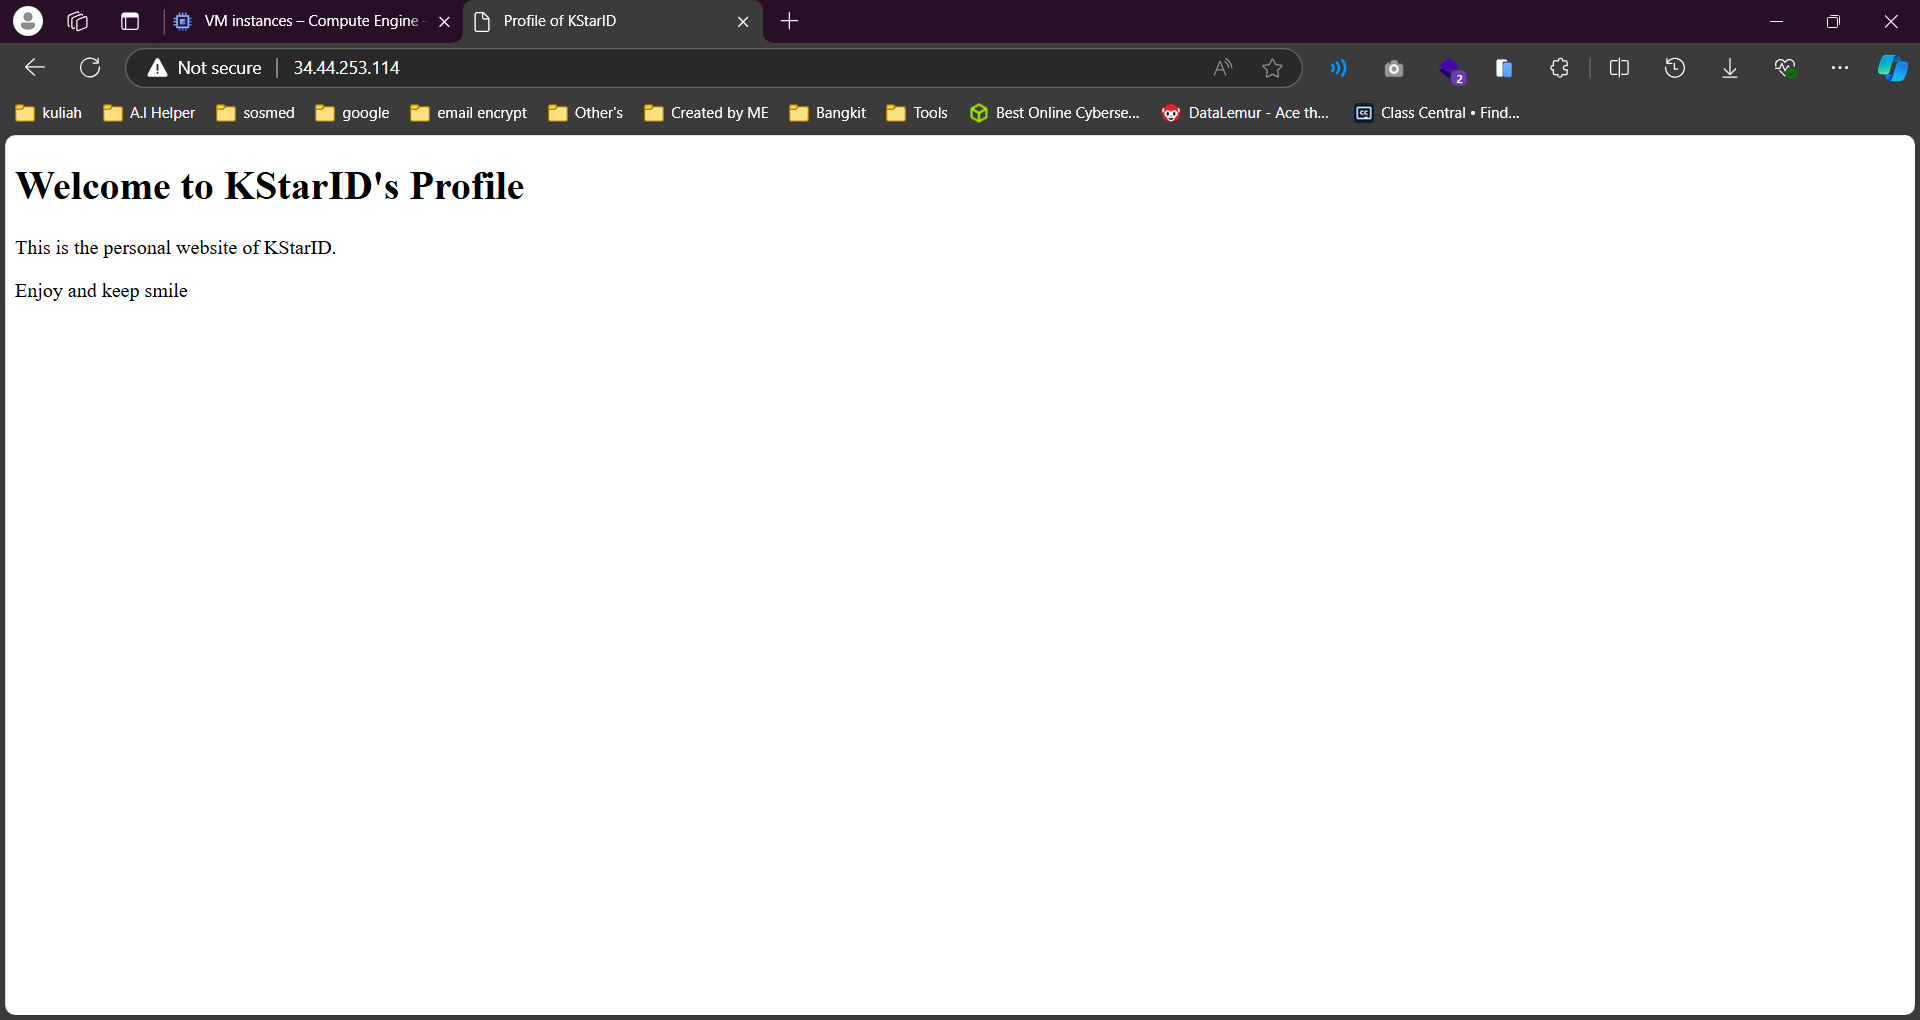 VM instances – Compute Engine
Profile of KStarID
Not secure
34.44.253.114
2
kuliah
A.I Helper
sosmed
google
email encrypt
Other's
Created by ME
Bangkit
Tools
Best Online Cyberse...
DataLemur - Ace th...
Class Central • Find...
Welcome to KStarID's Profile
This is the personal website of KStarID.
Enjoy and keep smile